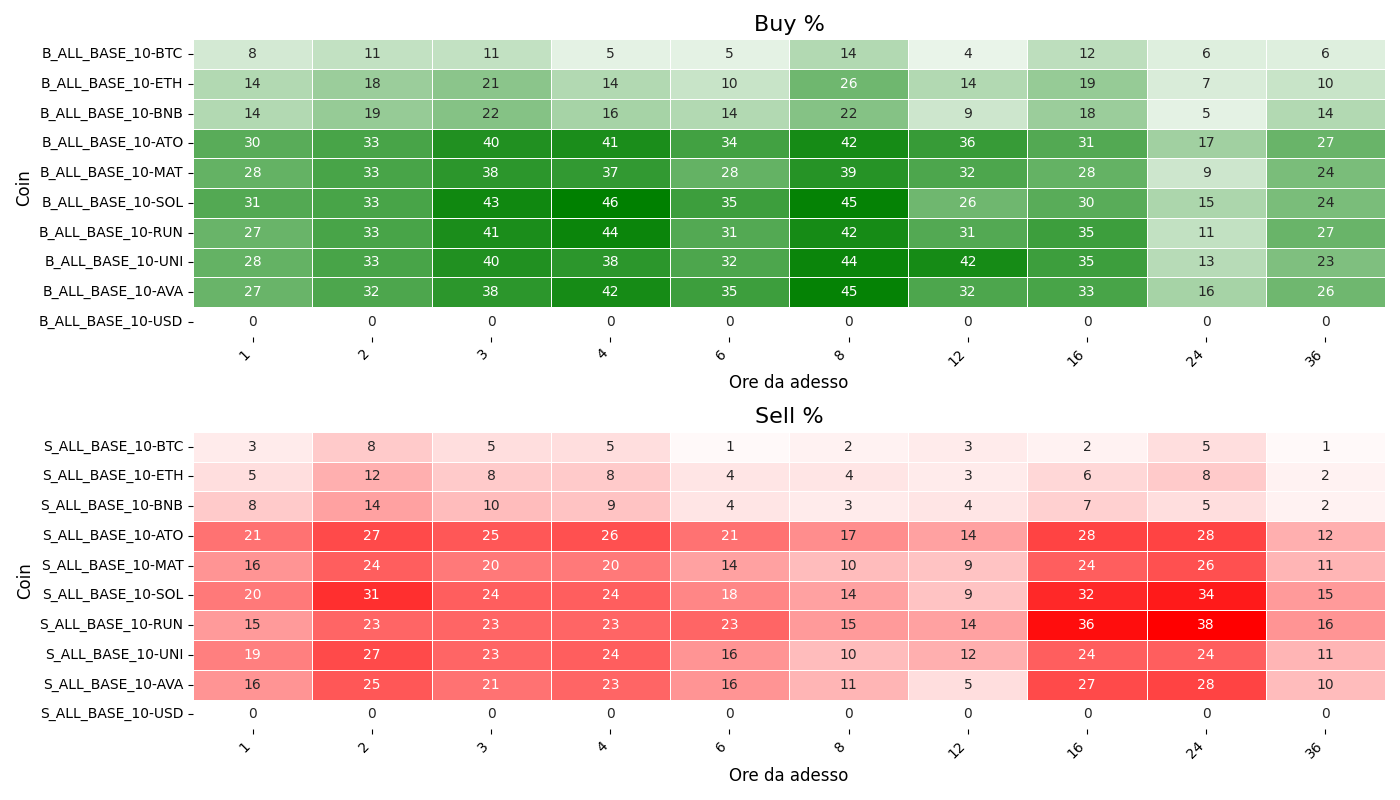 Buy %
Coin
B_ALL_BASE_10-BTC 8 11 11 5 5 14 4 12 6 6
B_ALL_BASE_10-ETH 14 18 21 14 10 26 14 19 7 10
B_ALL_BASE_10-BNB 14 19 22 16 14 22 9 18 5 14
B_ALL_BASE_10-ATO 30 33 40 41 34 42 36 31 17 27
B_ALL_BASE_10-MAT 28 33 38 37 28 39 32 28 9 24
B_ALL_BASE_10-SOL 31 33 43 46 35 45 26 30 15 24
B_ALL_BASE_10-RUN 27 33 41 44 31 42 31 35 11 27
B_ALL_BASE_10-UNI 28 33 40 38 32 44 42 35 13 23
B_ALL_BASE_10-AVA 27 32 38 42 35 45 32 33 16 26
B_ALL_BASE_10-USD 0 0 0 0 0 0 0 0 0 0
1 2 3 4 6 8 12 16 24 36
Ore da adesso
Sell %
Coin
S_ALL_BASE_10-BTC 3 8 5 5 1 2 3 2 5 1
S_ALL_BASE_10-ETH 5 12 8 8 4 4 3 6 8 2
S_ALL_BASE_10-BNB 8 14 10 9 4 3 4 7 5 2
S_ALL_BASE_10-ATO 21 27 25 26 21 17 14 28 28 12
S_ALL_BASE_10-MAT 16 24 20 20 14 10 9 24 26 11
S_ALL_BASE_10-SOL 20 31 24 24 18 14 9 32 34 15
S_ALL_BASE_10-RUN 15 23 23 23 23 15 14 36 38 16
S_ALL_BASE_10-UNI 19 27 23 24 16 10 12 24 24 11
S_ALL_BASE_10-AVA 16 25 21 23 16 11 5 27 28 10
S_ALL_BASE_10-USD 0 0 0 0 0 0 0 0 0 0
1 2 3 4 6 8 12 16 24 36
Ore da adesso